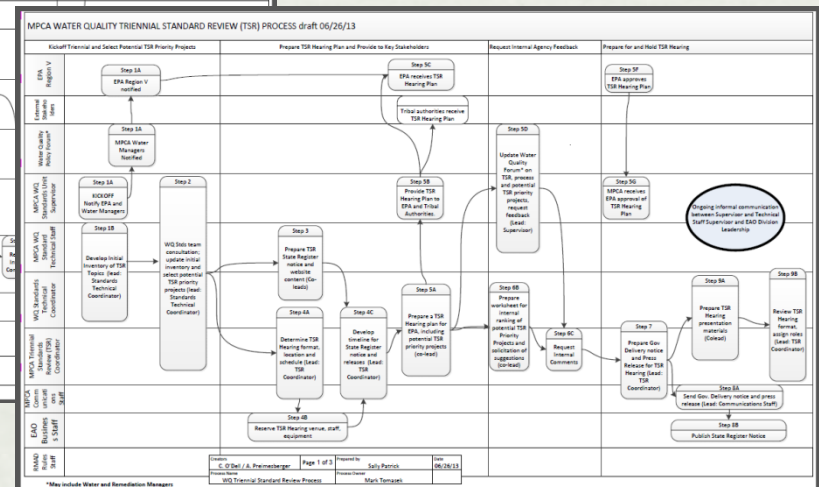 MPCA WATER QUALITY TRIENNIAL STANDARD REVIEW (TSR) PROCESS draft 06/26/13
Kickoff Triennial and Select Potential TSR Priority Projects
Prepare TSR Hearing Plan and Provide to Key Stakeholders
Request Internal Agency Feedback
Prepare for and Hold TSR Hearing
EPA
Region V
External
Stakeho
lders
Water Quality
Policy Forum*
MPCA WQ
Standards Unit
Supervisor
MPCA WQ
Standard
Technical Staff
WQ Standards
Technical
Coordinator
MPCA Triennial
Standards
Review (TSR)
Coordinator
MPCA
Comm
unicati
ons
Staff
EAO
Busines
s Staff
RMAD
Rules
Staff
Step 1A
EPA Region V
notified
Step 1A
MPCA Water
Managers
Notified
Step 1A
KICKOFF
Notify EPA and
Water Managers
Step 1B
Develop Initial
Inventory of TSR
Topics (lead:
Standards
Technical
Coordinator)
Step 2
WQ Stds team
consultation;
update initial
inventory and
select potential
TSR priority
projects (lead:
Standards
Technical
Coordinator)
Step 3
Prepare TSR
State Register
notice and
website
content (Co-
leads)
Step 4A
Determine TSR
Hearing format,
location and
schedule (Lead:
TSR
Coordinator)
Step 4B
Reserve TSR Hearing venue, staff,
equipment
Step 4C
Develop
timeline for
State Register
notice and
releases (Lead:
TSR
Coordinator)
Step 5A
Prepare a TSR
Hearing plan for
EPA, including
potential TSR
priority projects
(co-lead)
Step 5B
Provide TSR
Hearing Plan to
EPA and Tribal
Authorities
Step 5C
EPA receives TSR
Hearing Plan
Tribal authorities receive
TSR Hearing Plan
Step 5D
Update Water
Quality
Forum* on
TSR, process
and potential
TSR priority
projects,
request
feedback
(Lead:
Supervisor)
Step 6B
Prepare
worksheet for
internal
ranking of
potential TSR
Priority
Projects and
solicitation of
suggestions
(co-lead)
Step 6C
Request
Internal
Comments
Step 5F
EPA approves
TSR Hearing Plan
Step 5G
MPCA receives
EPA approval of
TSR Hearing
Plan
Ongoing informal communication
between Supervisor and Technical
Staff Supervisor and EAO Division
Leadership
Step 7
Prepare Gov
Delivery notice
and Press
Release for TSR
Hearing (Lead:
TSR
Coordinator)
Step 9A
Prepare TSR
Hearing
presentation
materials
(Colead)
Step 9B
Review TSR
Hearing
format,
assign roles
(Lead: TSR
Coordinator)
Step 8A
Send Gov. Delivery notice and press
release (Lead: Communications Staff)
Step 8B
Publish State Register Notice
Creators
C. O'Dell / A. Preimesberger
Page 1 of 3
Prepared by
Sally Patrick
Date
06/26/13
Process Name
WQ Triennial Standard Review Process
Process Owner
Mark Tomasek
*May include Water and Remediation Managers